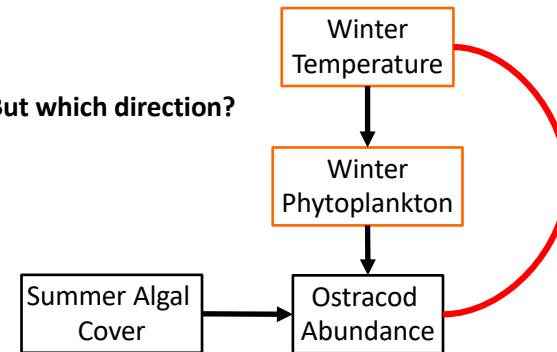 Winter
Temperature
But which direction?
Winter
Phytoplankton
Summer Algal
Cover
Ostracod
Abundance